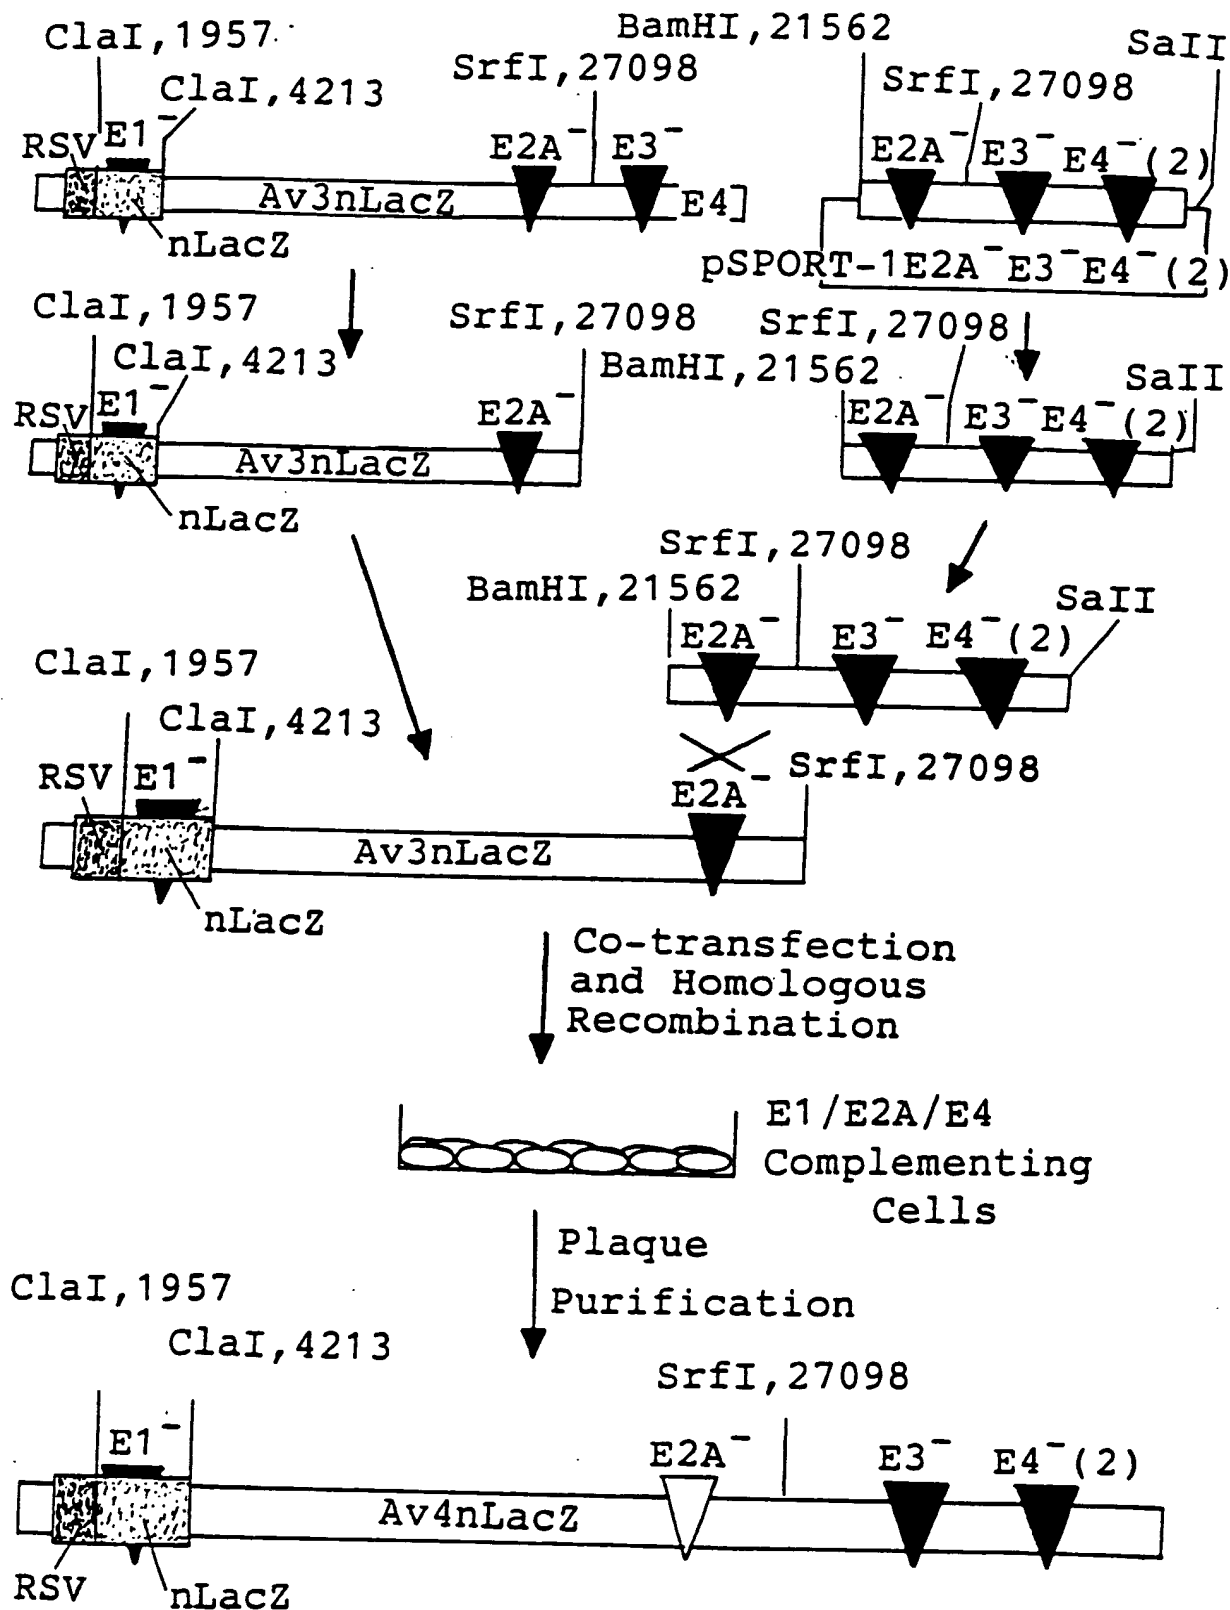 ClaI,1957
BamHI,21562
SaII
SrfI,27098
SrfI,27098
ClaI,4213
E1-
RSV
E2A-
E3-
E2A-
E3-
E4-(2)
Av3nLacZ
E4]
nLacZ
pSPORT-1E2A-E3-E4-(2)
ClaI,1957
SrfI,27098
SrfI,27098
ClaI,4213
BamHI,21562
SaII
E1-
RSV
E2A-
E2A-
E3-
E4-(2)
Av3nLacZ
nLacZ
SrfI,27098
BamHI,21562
SaII
E2A-
E3-
E4-(2)
ClaI,1957
ClaI,4213
RSV
E1-
SrfI,27098
E2A-
Av3nLacZ
nLacZ
Co-transfection
and Homologous
Recombination
E1/E2A/E4
Complementing
Cells
Plaque
Purification
ClaI,1957
ClaI,4213
SrfI,27098
E1-
E2A-
E3-
E4-(2)
Av4nLacZ
RSV
nLacZ